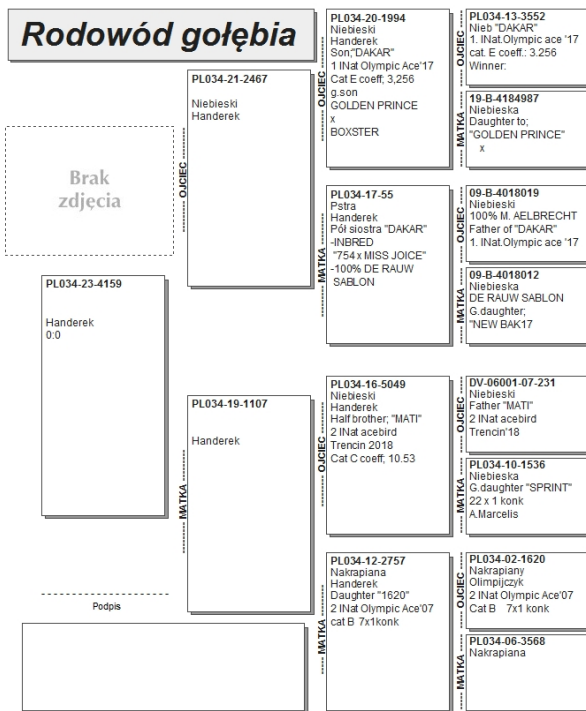 Rodowód gołębia
Brak
zdjęcia
PL034-23-4159
Handerek
0:0
Podpis
OJCIEC
PL034-21-2467
Niebieski
Handerek
MATKA
PL034-19-1107
Handerek
OJCIEC
PL034-20-1994
Niebieski
Handerek
Son;"DAKAR"
1 INat Olympic Ace'17
Cat E coeff; 3,256
g.son
GOLDEN PRINCE
x
BOXSTER
MATKA
PL034-17-55
Pstra
Handerek
Pół siostra "DAKAR"
-INBRED
"754 x MISS JOICE"
-100% DE RAUW
SABLON
OJCIEC
PL034-16-5049
Niebieski
Handerek
Half brother; "MATI"
2 INat acebird
Trencin 2018
Cat C coeff; 10.53
MATKA
PL034-12-2757
Nakrapiana
Handerek
Daughter "1620"
2 INat Olympic Ace'07
cat B 7x1konk
OJCIEC
PL034-13-3552
Nieb "DAKAR"
1. INat.Olympic ace '17
cat. E coeff.: 3.256
Winner:
MATKA
19-B-4184987
Niebieska
Daughter to;
"GOLDEN PRINCE"
x
OJCIEC
09-B-4018019
Niebieski
100% M. AELBRECHT
Father of "DAKAR"
1. INat.Olympic ace '17
MATKA
09-B-4018012
Niebieska
DE RAUW SABLON
G.daughter;
"NEW BAK17
OJCIEC
DV-06001-07-231
Niebieski
Father "MATI"
2 INat acebird
Trencin'18
MATKA
PL034-10-1536
Niebieska
G.daughter "SPRINT"
22 x 1 konk
A.Marcelis
OJCIEC
PL034-02-1620
Nakrapiany
Olimpijczyk
2 INat Olympic Ace'07
Cat B 7x1 konk
MATKA
PL034-06-3568
Nakrapiana